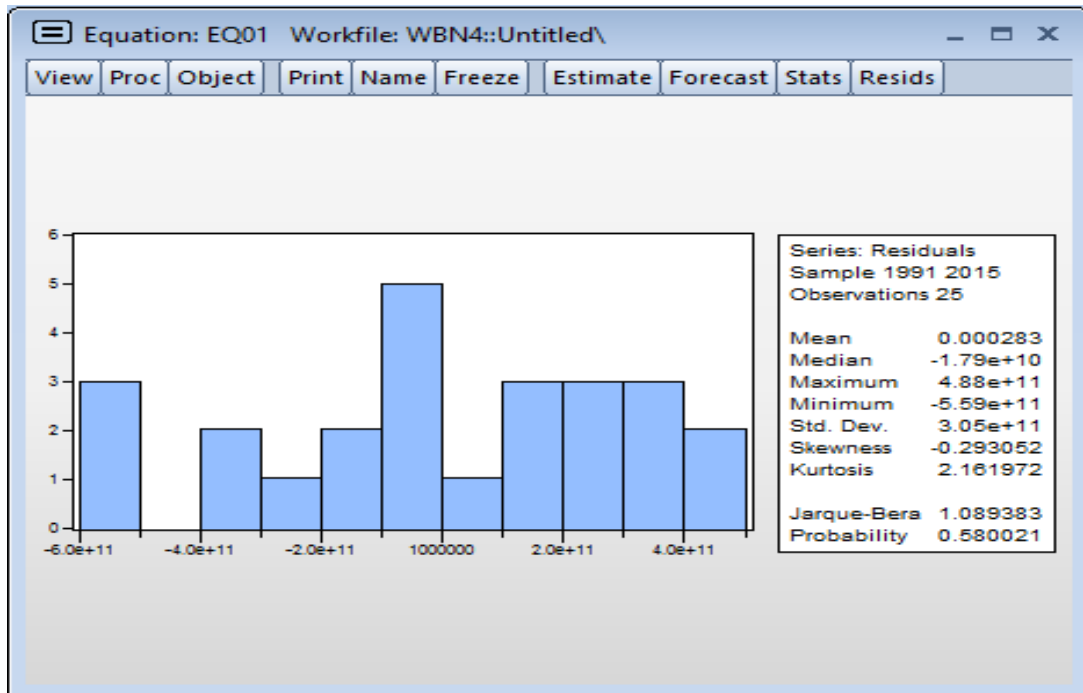 Equation: EQ01 Workfile: WBN4::Untitled\
View Proc Object Print Name Freeze Estimate Forecast Stats Resids
6
5
4
3
2
1
0
-6.0e+11 -4.0e+11 -2.0e+11 1000000 2.0e+11 4.0e+11
Series: Residuals
Sample 1991 2015
Observations 25
Mean 0.000283
Median -1.79e+10
Maximum 4.88e+11
Minimum -5.59e+11
Std. Dev. 3.05e+11
Skewness -0.293052
Kurtosis 2.161972
Jarque-Bera 1.089383
Probability 0.580021